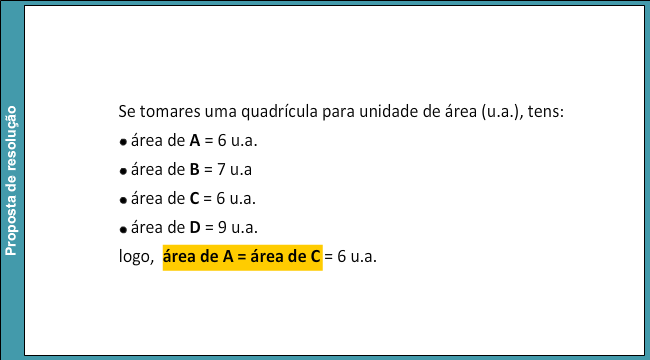 Proposta de resolução
Se tomares uma quadrícula para unidade de área (u.a.), tens:
● área de A = 6 u.a.
● área de B = 7 u.a
● área de C = 6 u.a.
● área de D = 9 u.a.
logo, área de A = área de C = 6 u.a.